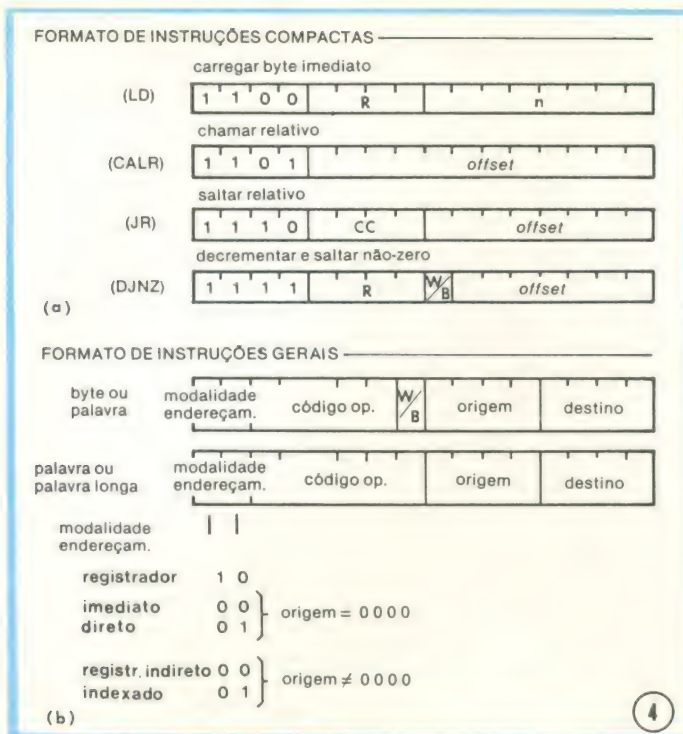 FORMATO DE INSTRUÇÕES COMPACTAS
carregar byte imediato
(LD) 1 1 0 0 R n
chamar relativo
(CALR) 1 1 0 1 offset
saltar relativo
(JR) 1 1 1 0 CC offset
decrementar e saltar não-zero
(DJNZ) 1 1 1 1 R W/B offset
(a)
FORMATO DE INSTRUÇÕES GERAIS
byte ou palavra modalidade endereçam. código op. W/B origem destino
palavra ou palavra longa modalidade endereçam. código op. origem destino
modalidade endereçam.
registrador 1 0
imediato 0 0
direto 0 1
origem = 0 0 0 0
registr. indireto 0 0
indexado 0 1
origem ≠ 0 0 0 0
(b)
4